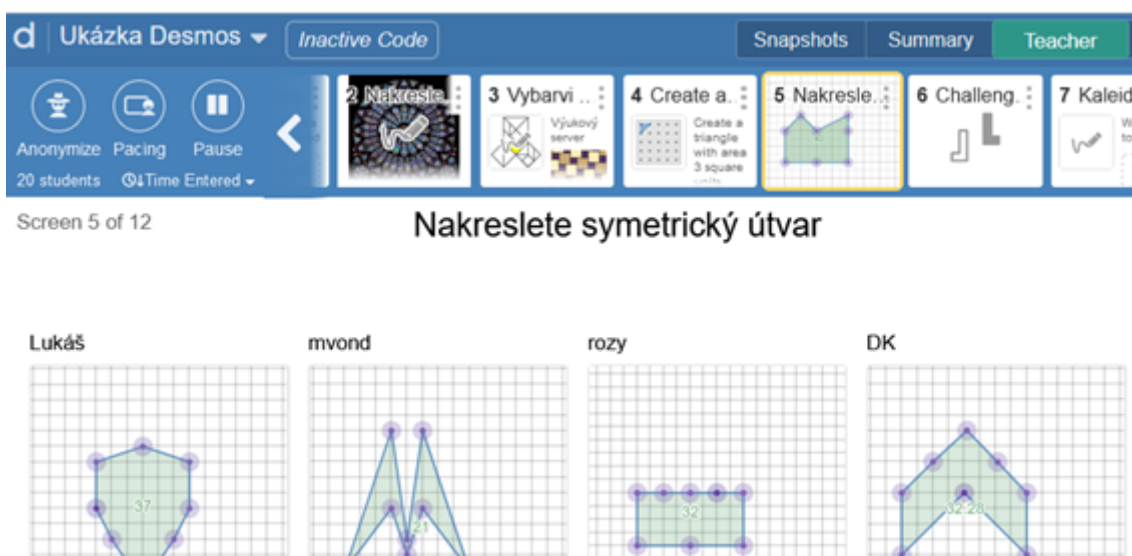 d Ukázka Desmos Inactive Code Snapshots Summary Teacher
2 Nakresle.. 3 Vybarvi .. 4 Create a.. 5 Nakresle.. 6 Challeng. 7 Kaleid
Výukový
server
Create a
triangle
with area
3 square
units
W
to
Anonymize Pacing Pause
20 students Time Entered
Screen 5 of 12
Nakreslete symetrický útvar
Lukáš mvond rozy DK
37
21
32
32.28